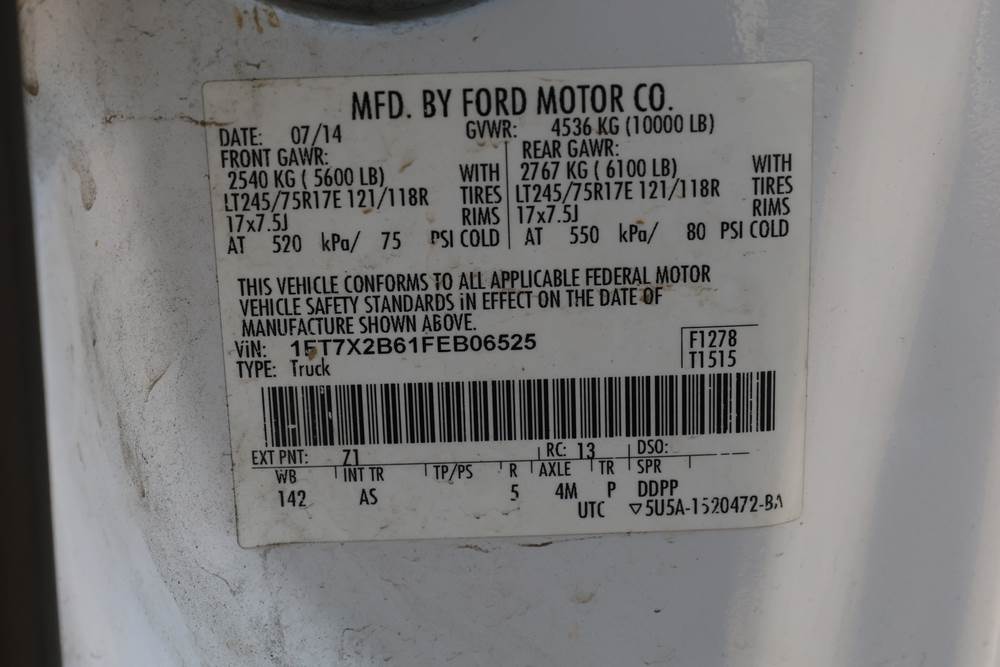 MFD. BY FORD MOTOR CO.
DATE: 07/14 GVWR: 4536 KG (10000 LB)
FRONT GAWR: REAR GAWR:
2540 KG ( 5600 LB) WITH 2767 KG ( 6100 LB) WITH
LT245/75R17E 121/118R TIRES LT245/75R17E 121/118R TIRES
17x7.5J RIMS 17x7.5J RIMS
AT 520 kPa/ 75 PSI COLD AT 550 kPa/ 80 PSI COLD
THIS VEHICLE CONFORMS TO ALL APPLICABLE FEDERAL MOTOR
VEHICLE SAFETY STANDARDS IN EFFECT ON THE DATE OF
MANUFACTURE SHOWN ABOVE.
VIN: 1FT7X2B61FEB06525 F1278
TYPE: Truck T1515
EXT PNT: Z1 RC: 13 DSO:
WB INT TR TP/PS R AXLE TR SPR
142 AS 5 4M P DDPP
UTC ▽5U5A-1520472-BA